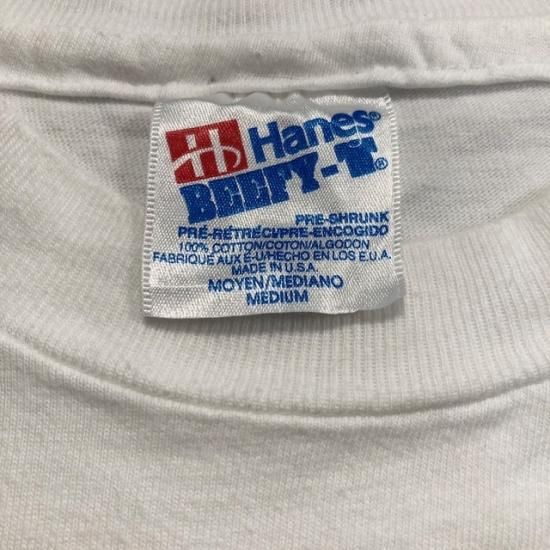 Hanes®
BEEFY-T®
PRE-SHRUNK
PRÉ-RÉTRÉCI/PRE-ENCOGIDO
100% COTTON/COTON/ALGODON
FABRIQUE AUX É-U/HECHO EN LOS E.U.A.
MADE IN U.S.A.
MOYEN/MEDIANO
MEDIUM